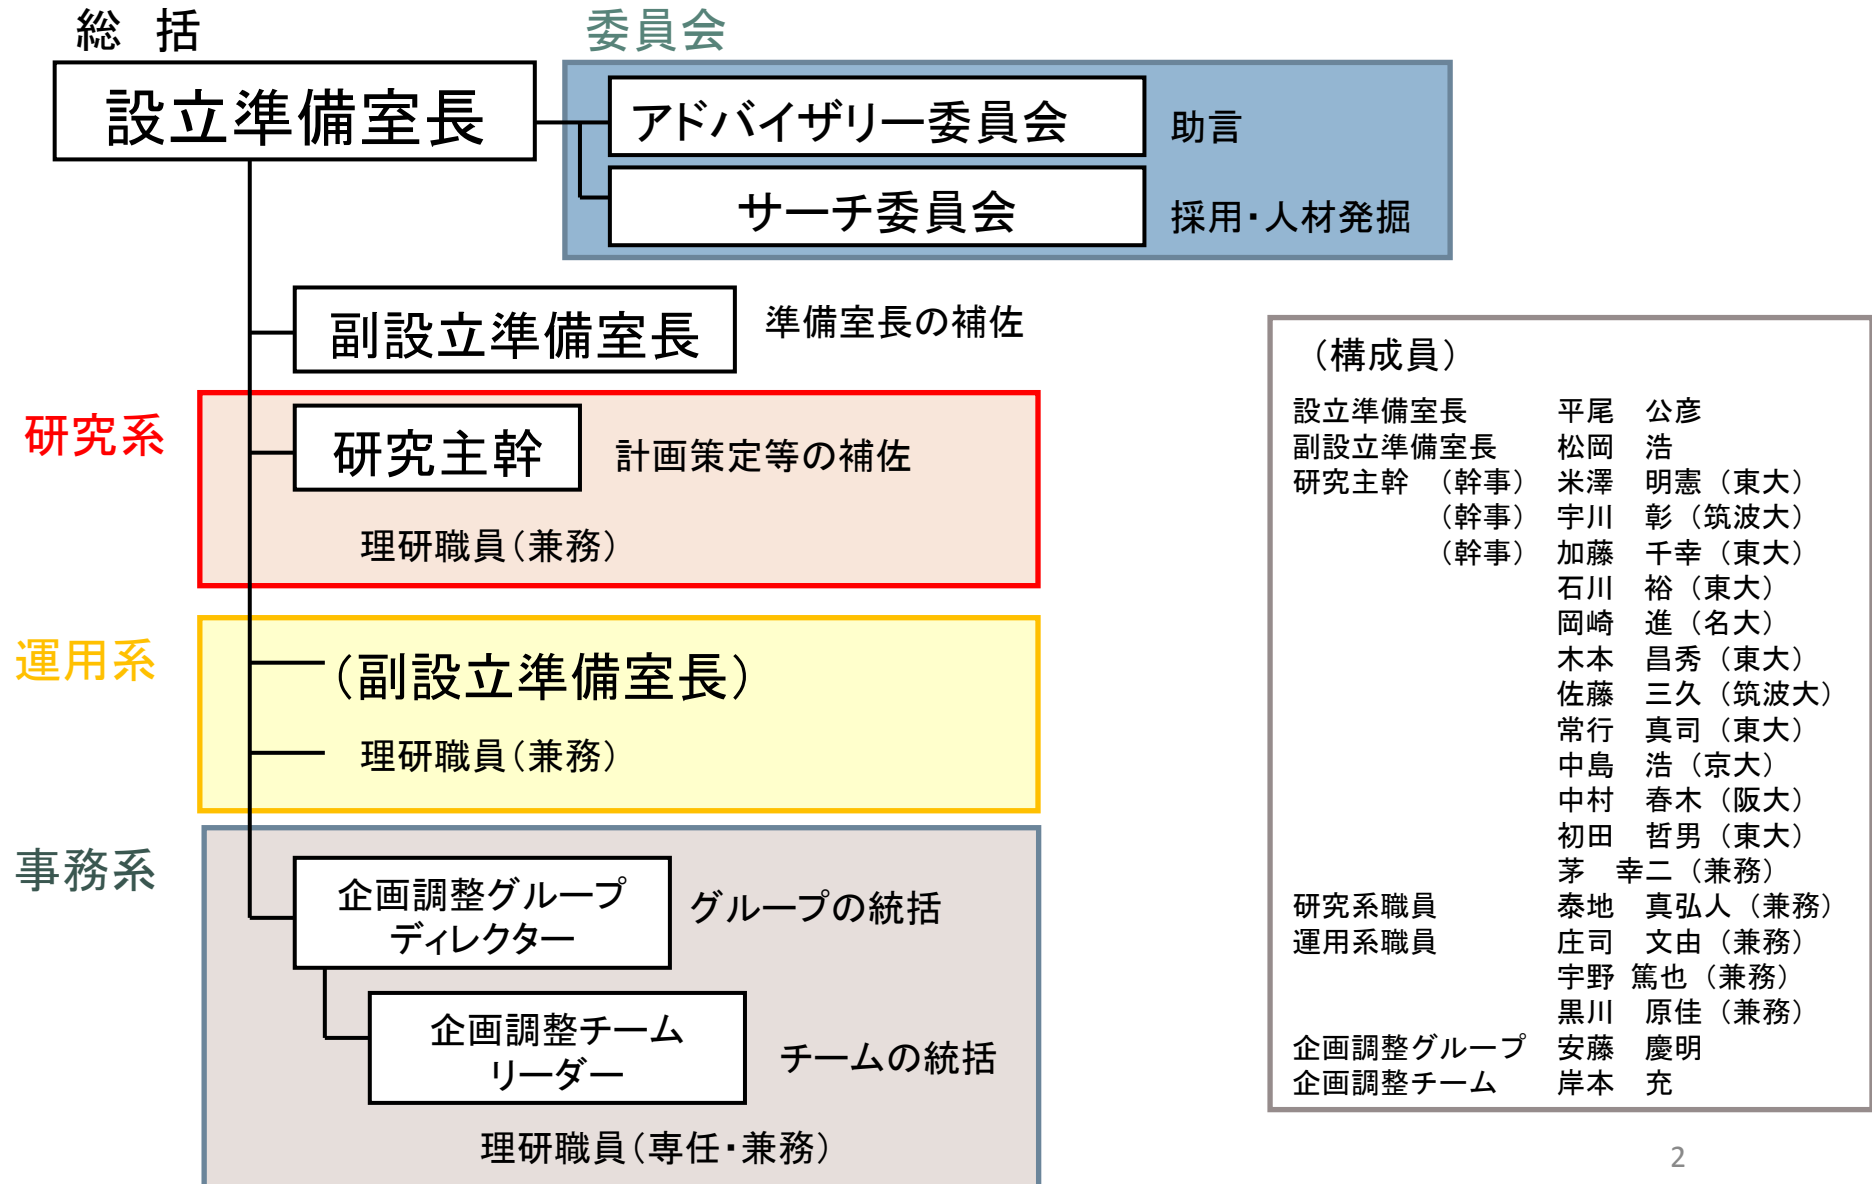 総　括
委員会
設立準備室長
アドバイザリー委員会
助言
サーチ委員会
採用・人材発掘
副設立準備室長
準備室長の補佐
研究系
研究主幹
計画策定等の補佐
理研職員（兼務）
運用系
（副設立準備室長）
理研職員（兼務）
事務系
企画調整グループ
ディレクター
グループの統括
企画調整チーム
リーダー
チームの統括
理研職員（専任・兼務）
（構成員）
設立準備室長　平尾　公彦
副設立準備室長　松岡　浩
研究主幹　（幹事）　米澤　明憲（東大）
（幹事）　宇川　彰（筑波大）
（幹事）　加藤　千幸（東大）
石川　裕（東大）
岡崎　進（名大）
木本　昌秀（東大）
佐藤　三久（筑波大）
常行　真司（東大）
中島　浩（京大）
中村　春木（阪大）
初田　哲男（東大）
茅　幸二（兼務）
研究系職員　泰地　真弘人（兼務）
運用系職員　庄司　文由（兼務）
宇野 篤也（兼務）
黒川　原佳（兼務）
企画調整グループ　安藤　慶明
企画調整チーム　岸本　充
2